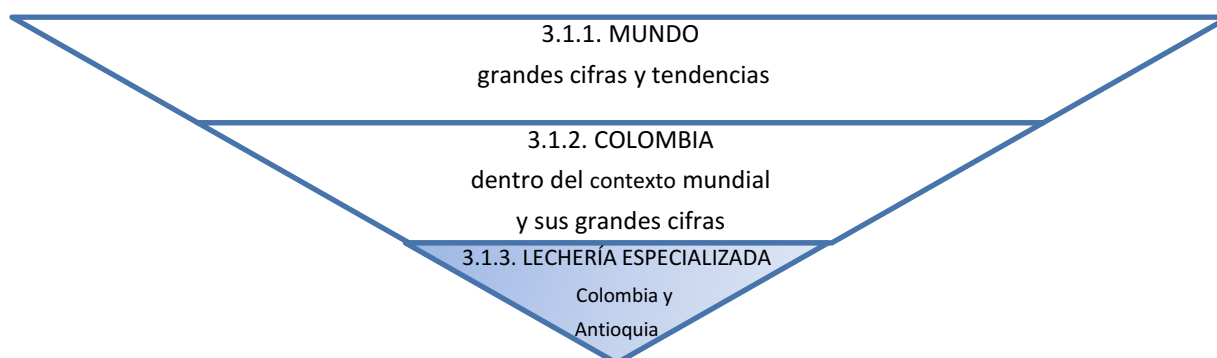 3.1.1. MUNDO
grandes cifras y tendencias
3.1.2. COLOMBIA
dentro del contexto mundial
y sus grandes cifras
3.1.3. LECHERÍA ESPECIALIZADA
Colombia y
Antioquia